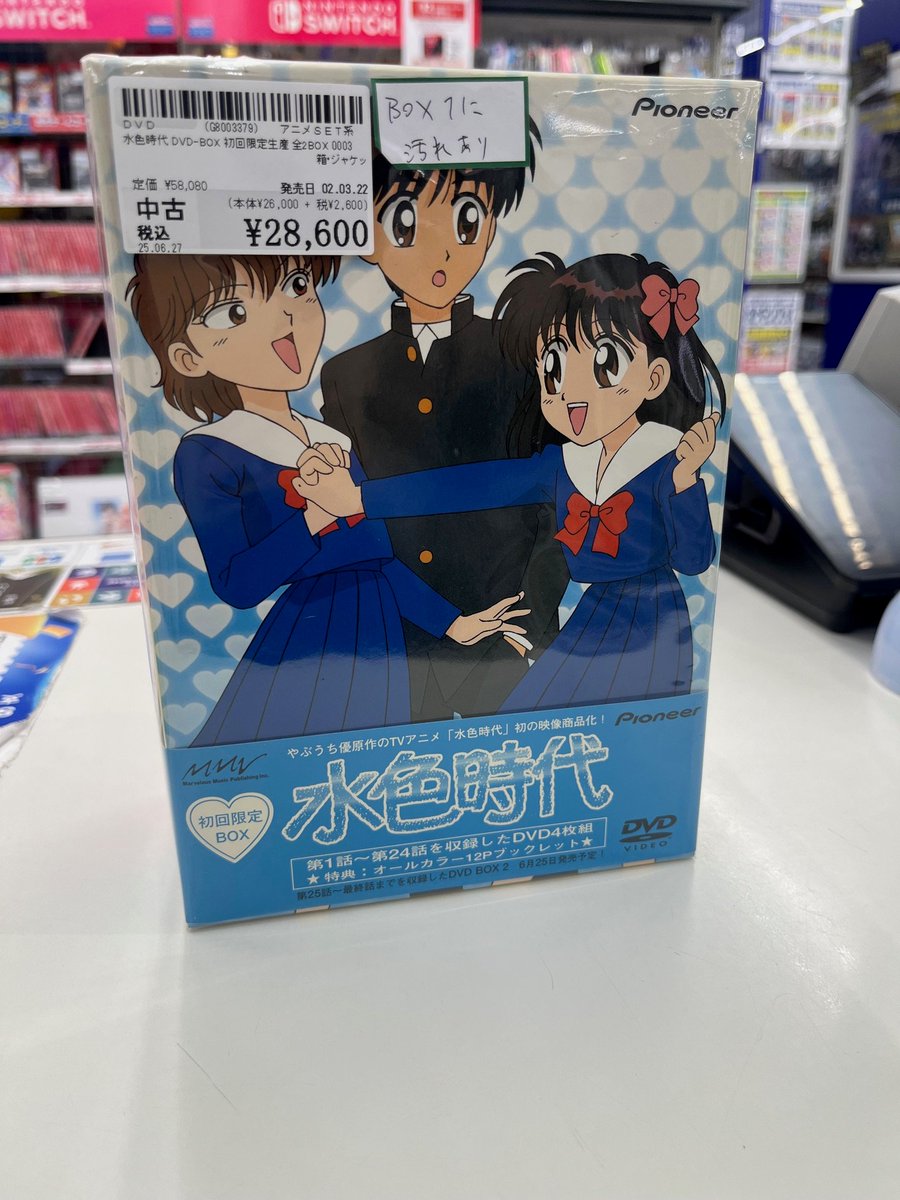 NINTENDO
SWITCH
DVD (G8003379) アニメSET系
水色時代 DVD-BOX 初回限定生産 全2BOX 0003
箱・ジャケッ
定価 ¥58,080 発売日 02.03.22
中古 (本体¥26,000 + 税¥2,600)
税込 ¥28,600
25.06.27
BOX 1に
汚れあり
Pioneer
やぶうち優原作のTVアニメ「水色時代」初の映像商品化! Pioneer
MMV
Marvelous Music Publishing Inc.
水色時代
初回限定
BOX
DVD
VIDEO
第1話~第24話を収録したDVD4枚組
★特典:オールカラー12Pブックレット★
第25話~最終話までを収録したDVD BOX 2 6月25日発売予定!